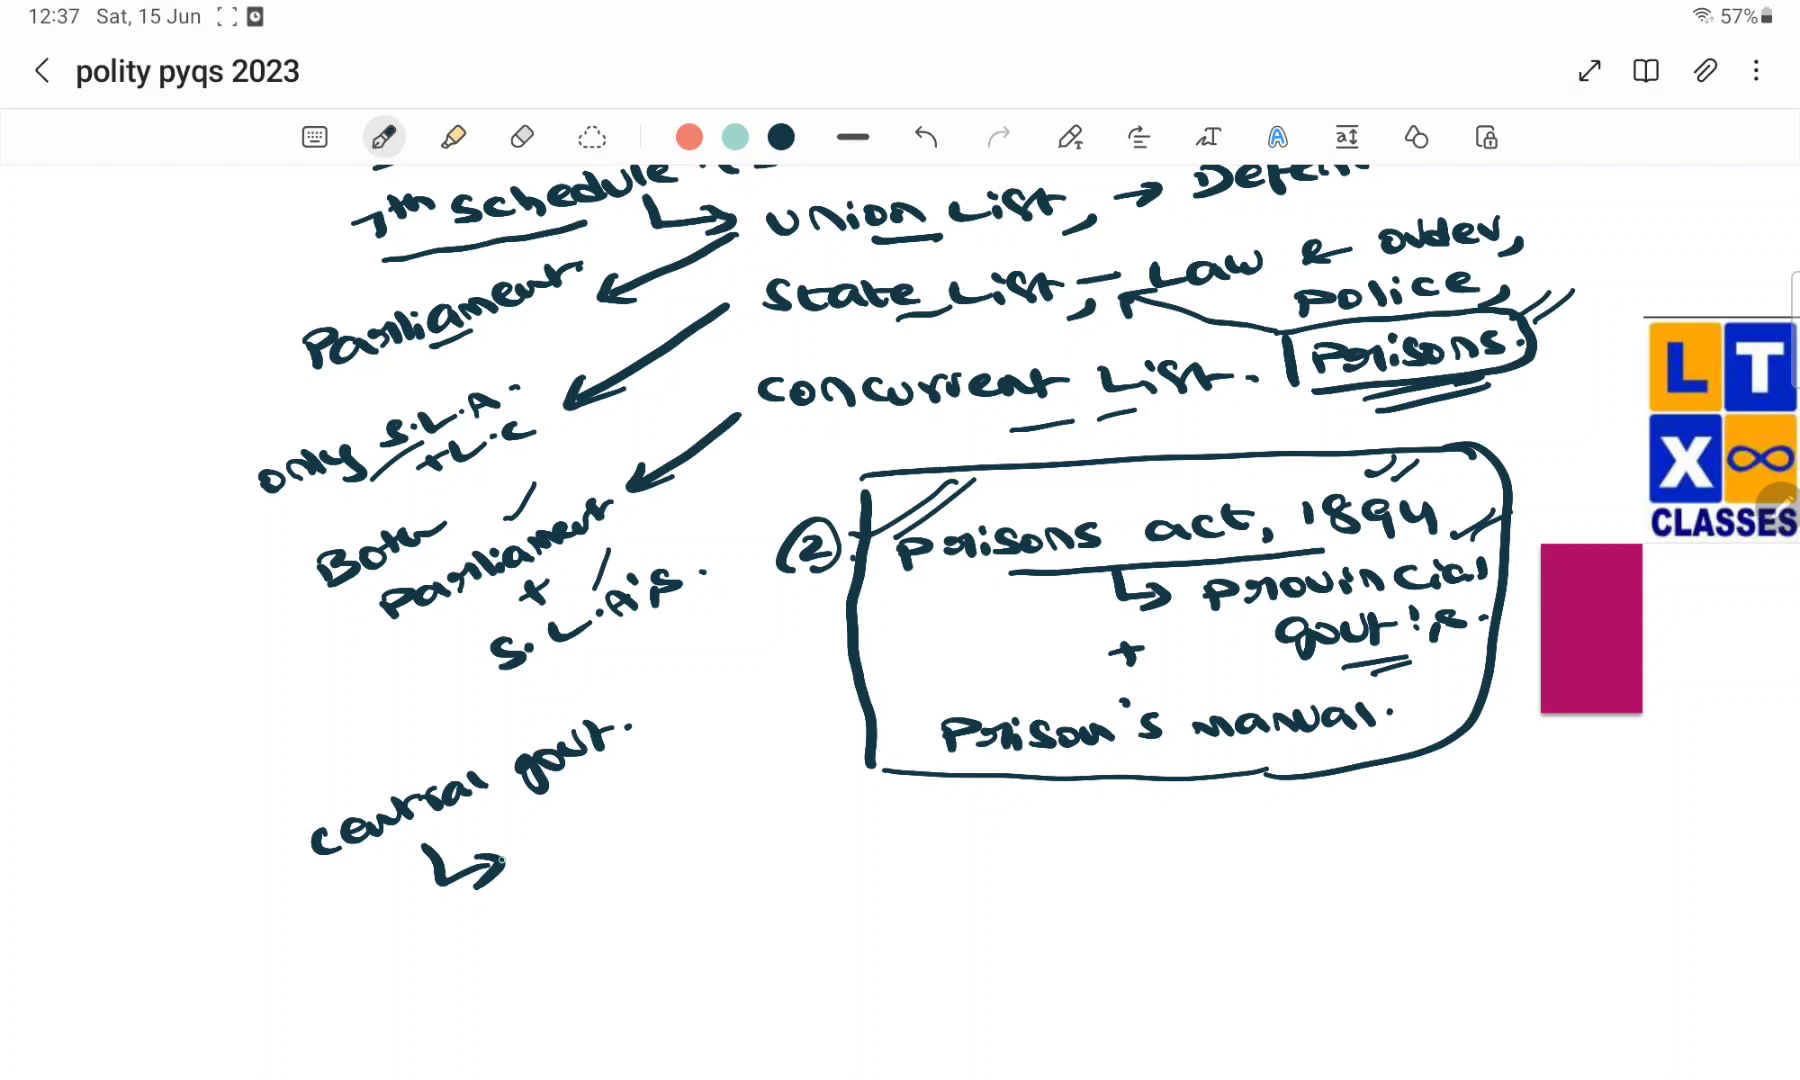 12:37 Sat, 15 Jun
57%
polity pyqs 2023
7th Schedule
Union List, → Defen
State List, - Law & order,
Police,
Prisons.
Concurrent List.
Parliament.
only S.L.A.
+ L.C
Both
Parliament
+
S.L.A's.
(2): Prisons act, 1894
↳ provincial
govt's.
+
Prison's manual.
central govt.
↳
L T
X ∞
CLASSES